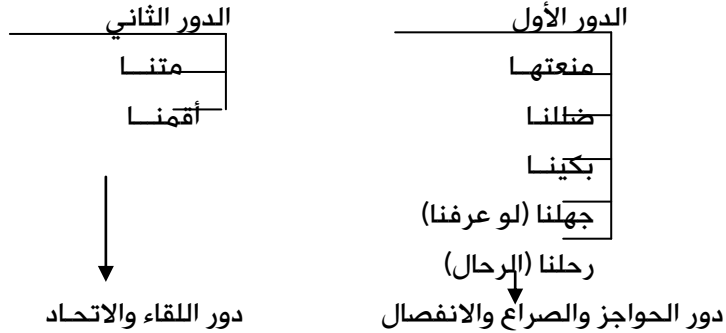 الدور الأول
منعتها
ضللنا
بكينا
جهلنا (لو عرفنا)
رحلنا (الرحال)
دور الحواجز والصراع والانفصال
الدور الثاني
متنا
أقمنا
دور اللقاء والاتحاد